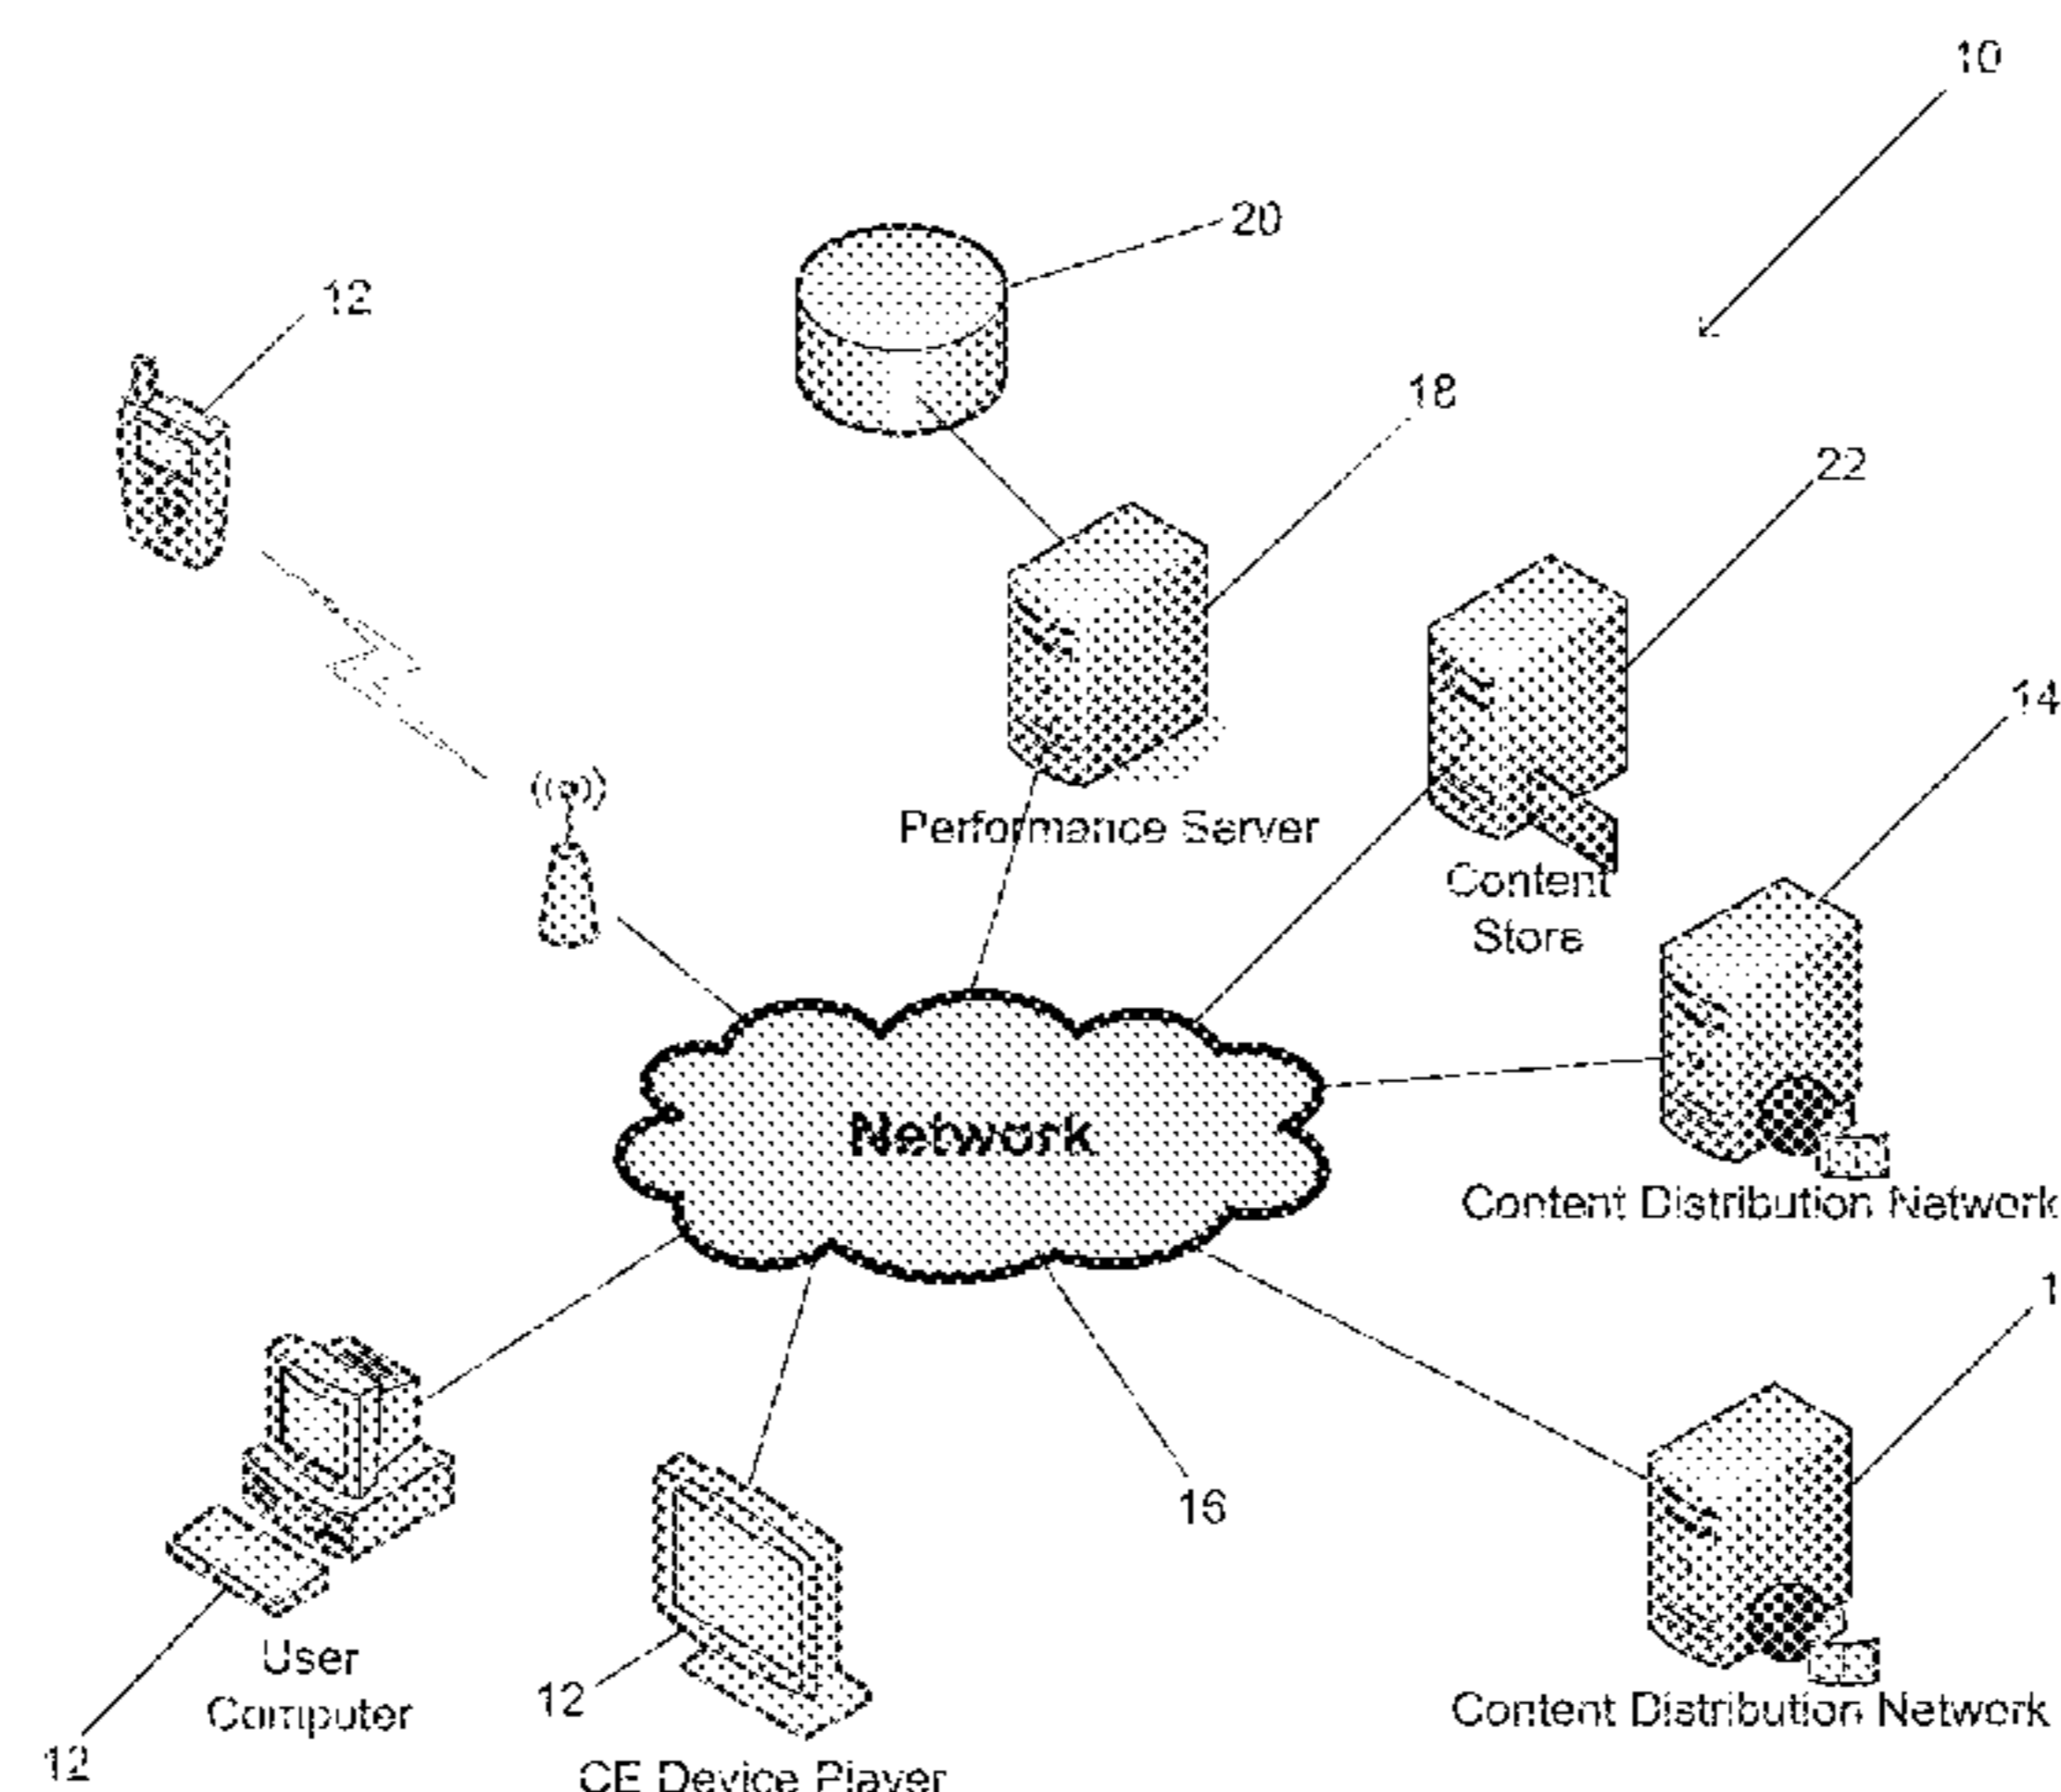 10
20
12
18
22
14
Performance Server
Content
Store
Network
Content Distribution Network
1
16
User
Computer
12
Content Distribution Network
12
CE Device Player